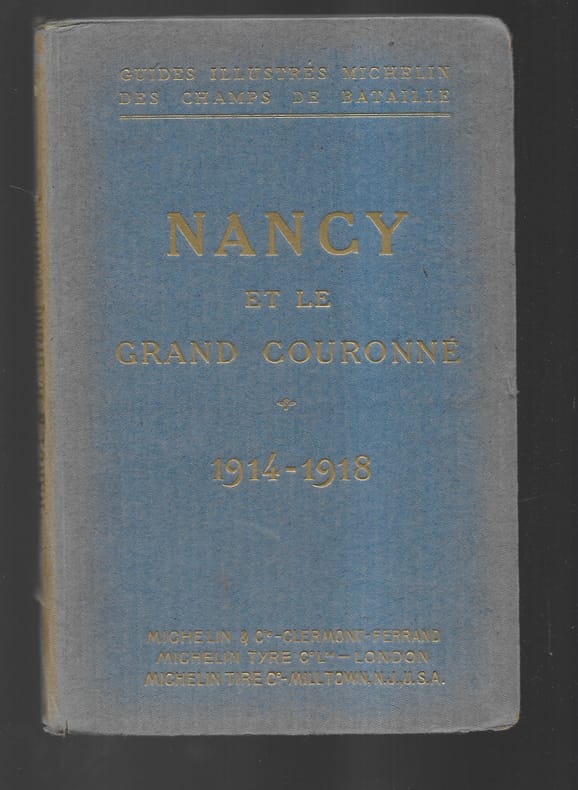 GUIDES ILLUSTRÉS MICHELIN
DES CHAMPS DE BATAILLE
NANCY
ET LE
GRAND COURONNÉ
1914-1918
MICHELIN & Cie-CLERMONT-FERRAND
MICHELIN TYRE Co Ltd — LONDON
MICHELIN TIRE Co-MILLTOWN, N.J., U.S.A.